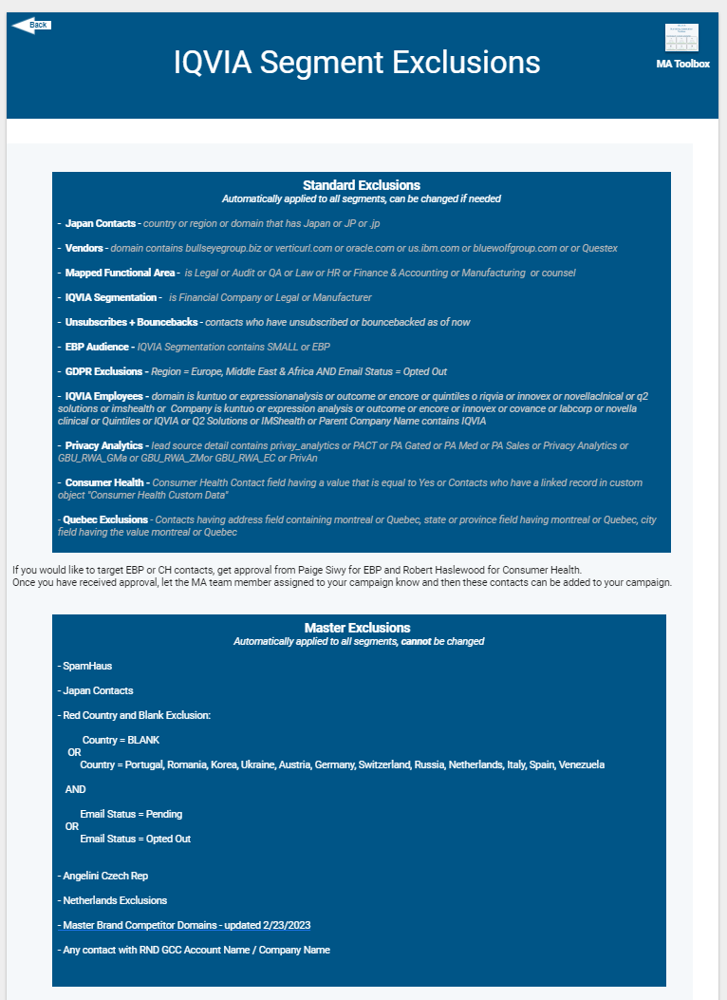 Back
IQVIA Segment Exclusions
MA Toolbox
Standard Exclusions
Automatically applied to all segments, can be changed if needed
- Japan Contacts - country or region or domain that has Japan or JP or .jp
- Vendors - domain contains bullseyegroup.biz or verticurl.com or oracle.com or us.ibm.com or bluewolfgroup.com or or Questex
- Mapped Functional Area - is Legal or Audit or QA or Law or HR or Finance & Accounting or Manufacturing or counsel
- IQVIA Segmentation - is Financial Company or Legal or Manufacturer
- Unsubscribes + Bouncebacks - contacts who have unsubscribed or bouncebacked as of now
- EBP Audience - IQVIA Segmentation contains SMALL or EBP
- GDPR Exclusions - Region = Europe, Middle East & Africa AND Email Status = Opted Out
- IQVIA Employees - domain is kuntuo or expressionanalysis or outcome or encore or quintiles o riqvia or innovex or novellaclnical or q2
solutions or imshealth or Company is kuntuo or expression analysis or outcome or encore or innovex or covance or labcorp or novella
clinical or Quintiles or IQVIA or Q2 Solutions or IMShealth or Parent Company Name contains IQVIA
- Privacy Analytics - lead source detail contains privay_analytics or PACT or PA Gated or PA Med or PA Sales or Privacy Analytics or
GBU_RWA_GMa or GBU_RWA_ZMor GBU_RWA_EC or PrivAn
- Consumer Health - Consumer Health Contact field having a value that is equal to Yes or Contacts who have a linked record in custom
object "Consumer Health Custom Data"
- Quebec Exclusions - Contacts having address field containing montreal or Quebec, state or province field having montreal or Quebec, city
field having the value montreal or Quebec
If you would like to target EBP or CH contacts, get approval from Paige Siwy for EBP and Robert Haslewood for Consumer Health.
Once you have received approval, let the MA team member assigned to your campaign know and then these contacts can be added to your campaign.
Master Exclusions
Automatically applied to all segments, cannot be changed
- SpamHaus
- Japan Contacts
- Red Country and Blank Exclusion:
Country = BLANK
OR
Country = Portugal, Romania, Korea, Ukraine, Austria, Germany, Switzerland, Russia, Netherlands, Italy, Spain, Venezuela
AND
Email Status = Pending
OR
Email Status = Opted Out
- Angelini Czech Rep
- Netherlands Exclusions
- Master Brand Competitor Domains - updated 2/23/2023
- Any contact with RND GCC Account Name / Company Name